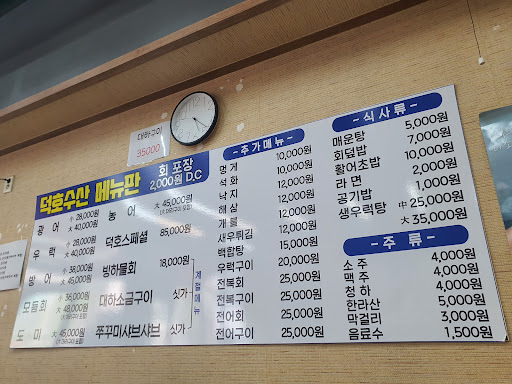 대하구이
35000
덕호수산 메뉴판
회 포장
2,000원 D.C
광어 小 28,000원
大 40,000원
우럭 小 28,000원
大 40,000원
방어 小 38,000원
大 45,000원
모듬회 小 36,000원
大 48,000원
도미 大 45,000원
농어 大 45,000원
덕호스페셜 85,000원
빙하물회 18,000원
대하소금구이 싯가
쭈꾸미샤브샤브 싯가
계절메뉴
- 추가메뉴 -
멍게 10,000원
석화 10,000원
낙지 12,000원
해삼 12,000원
개불 12,000원
새우튀김 12,000원
백합탕 15,000원
우럭구이 20,000원
전복회 25,000원
전복구이 25,000원
전어회 25,000원
전어구이 25,000원
- 식사류 -
매운탕 5,000원
회덮밥 7,000원
활어초밥 10,000원
라면 2,000원
공기밥 1,000원
생우럭탕 中 25,000원
大 35,000원
- 주류 -
소주 4,000원
맥주 4,000원
청하 4,000원
한라산 5,000원
막걸리 3,000원
음료수 1,500원